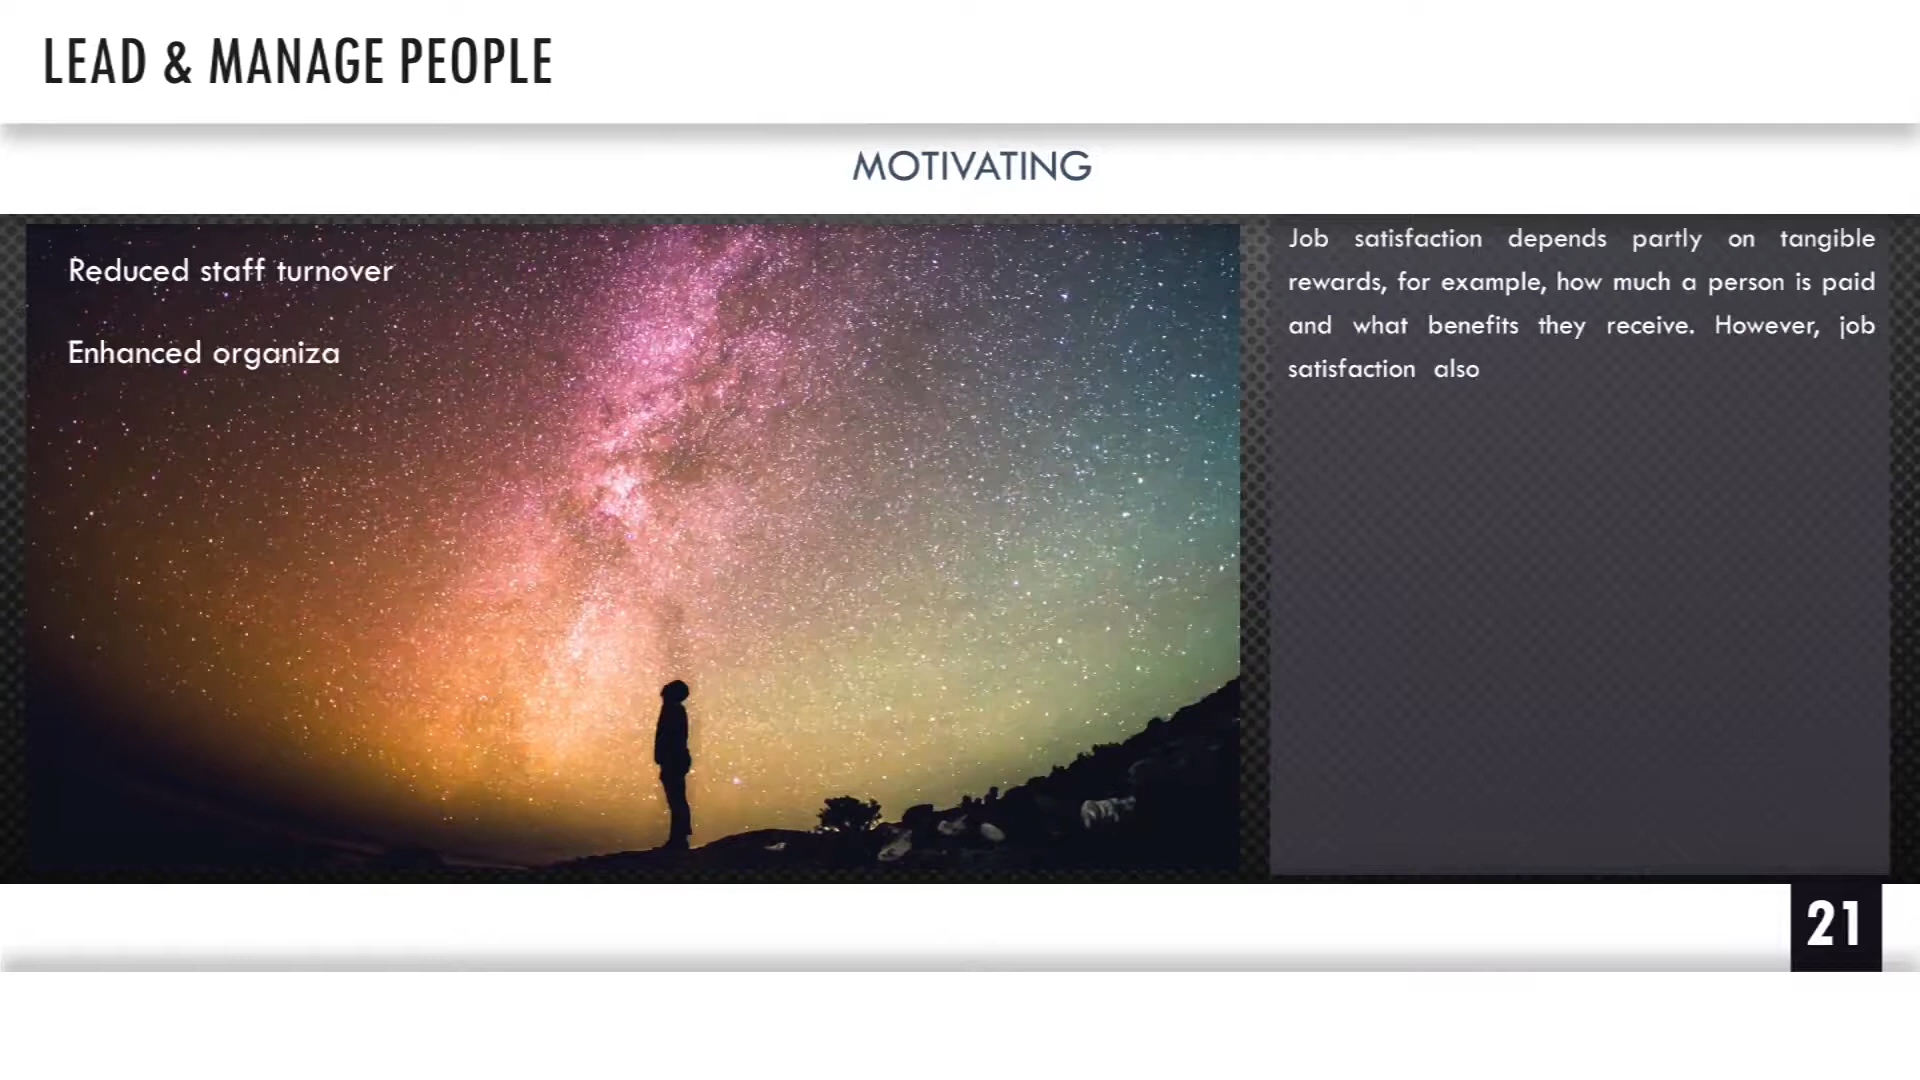 LEAD & MANAGE PEOPLE
MOTIVATING
Reduced staff turnover
Enhanced organiza
Job satisfaction depends partly on tangible
rewards, for example, how much a person is paid
and what benefits they receive. However, job
satisfaction also
21